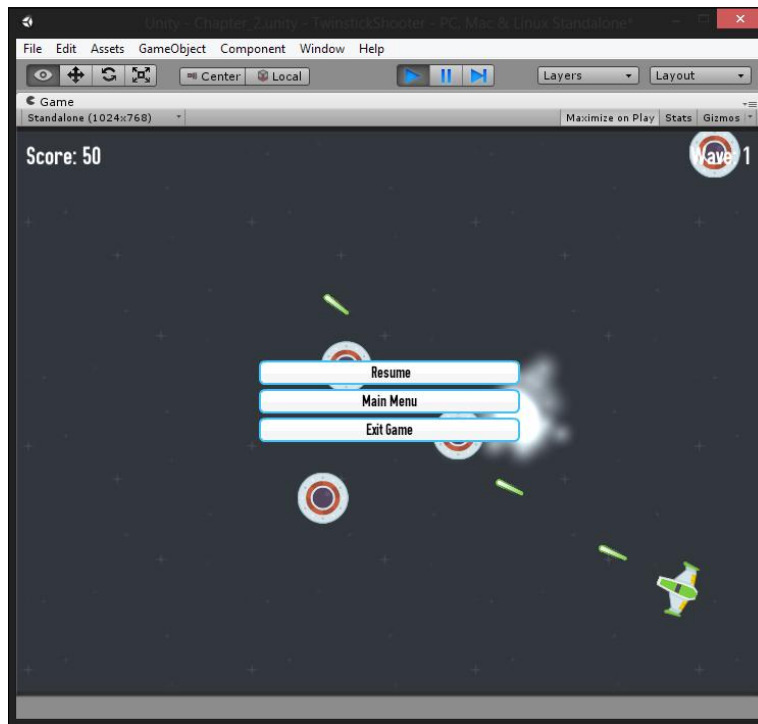 Unity - Chapter_2.unity - TwinstickShooter - PC, Mac & Linux Standalone*
File Edit Assets GameObject Component Window Help
Center Local Layers Layout
Game
Standalone (1024x768) Maximize on Play Stats Gizmos
Score: 50 Wave 1
Resume
Main Menu
Exit Game